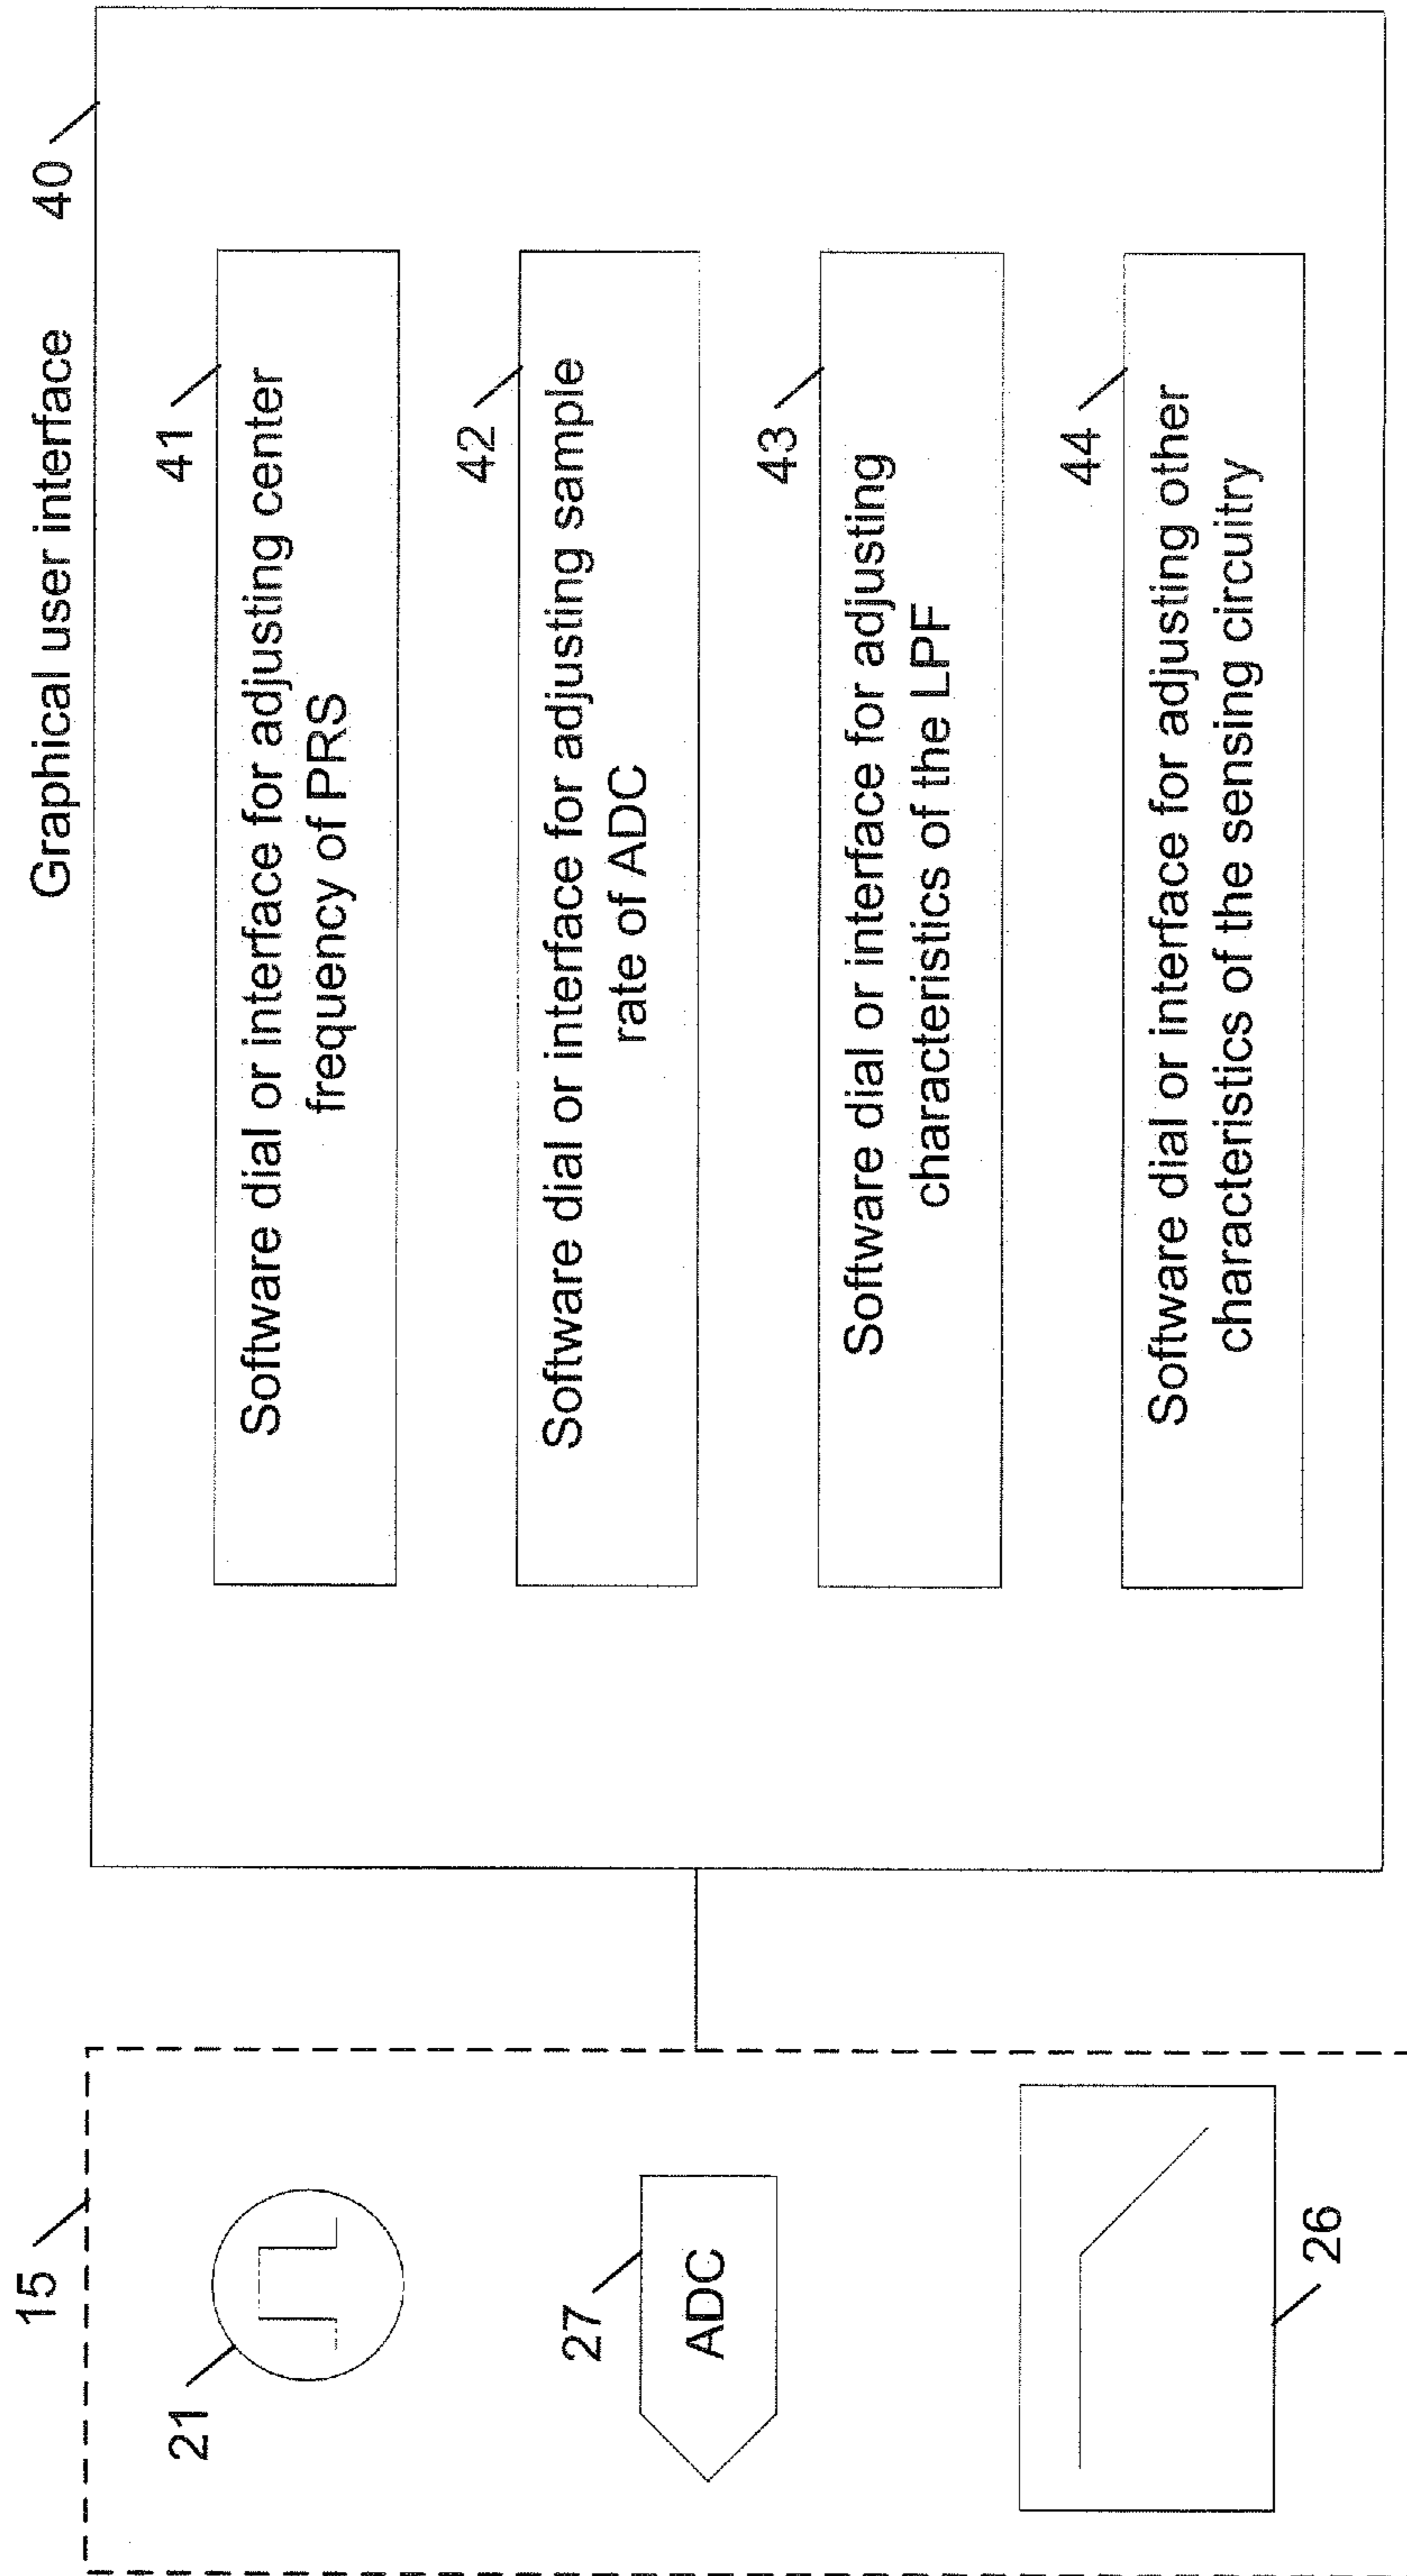 Graphical user interface
40
41
Software dial or interface for adjusting center
frequency of PRS
42
Software dial or interface for adjusting sample
rate of ADC
43
Software dial or interface for adjusting
characteristics of the LPF
44
Software dial or interface for adjusting other
characteristics of the sensing circuitry
15
21
27
ADC
26